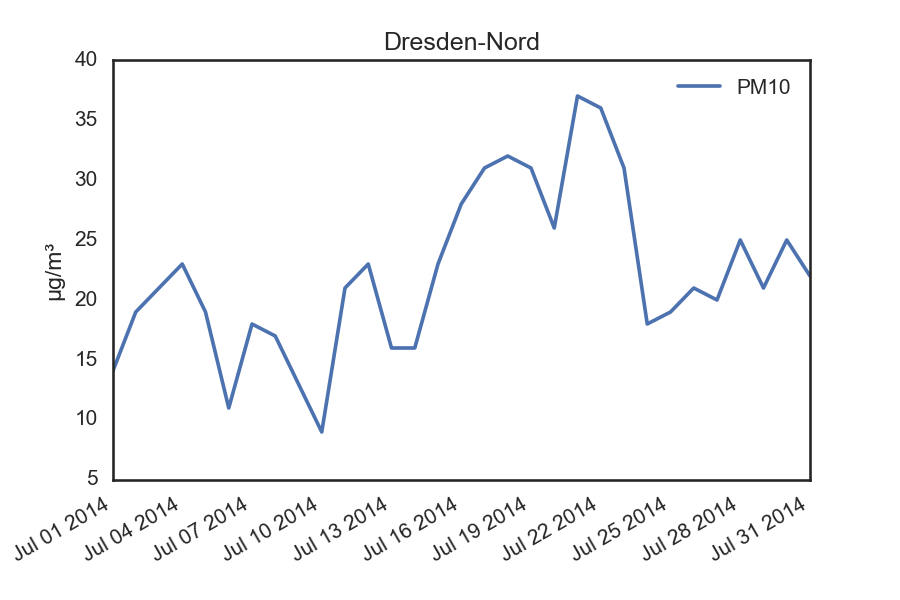 Dresden-Nord
40
35
30
25
20
15
10
5
µg/m³
PM10
Jul 01 2014
Jul 04 2014
Jul 07 2014
Jul 10 2014
Jul 13 2014
Jul 16 2014
Jul 19 2014
Jul 22 2014
Jul 25 2014
Jul 28 2014
Jul 31 2014